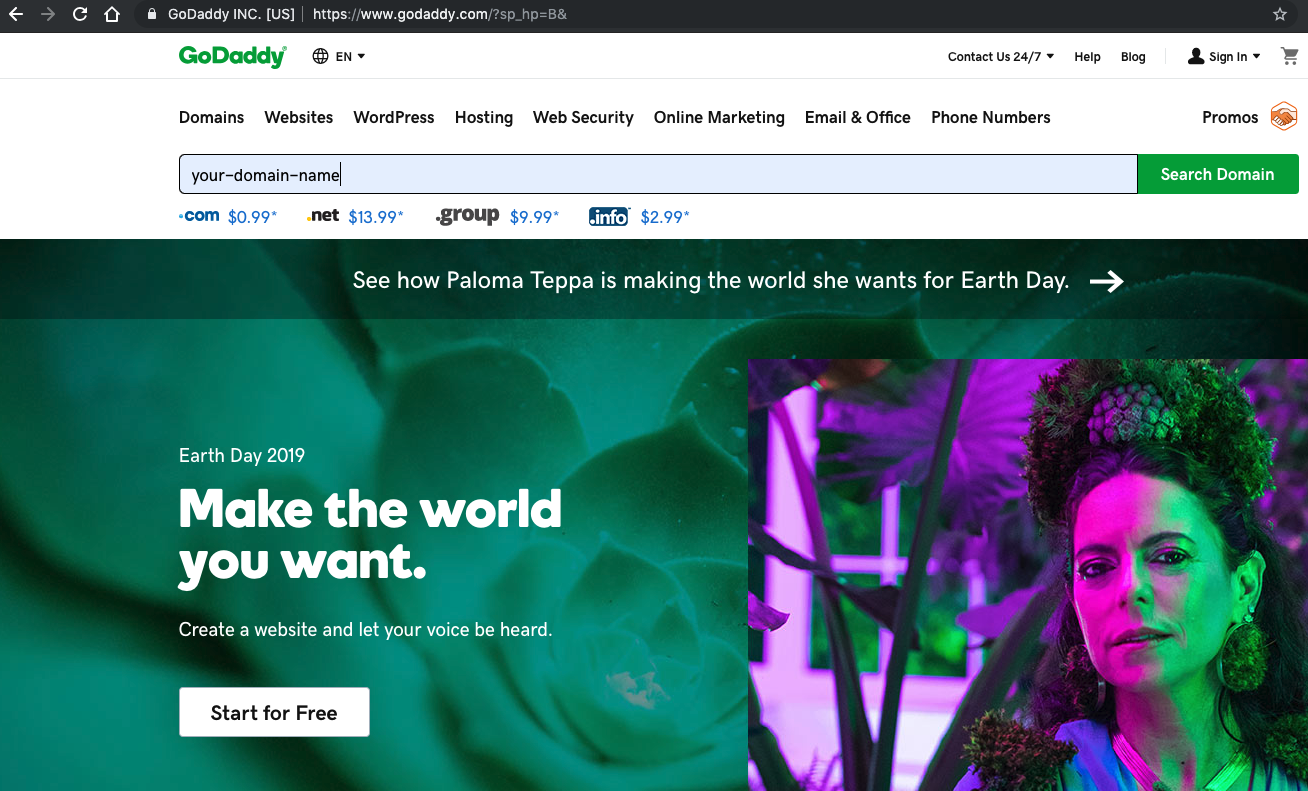 GoDaddy INC. [US] https://www.godaddy.com/?sp_hp=B&
GoDaddy® EN Contact Us 24/7 Help Blog Sign In
Domains Websites WordPress Hosting Web Security Online Marketing Email & Office Phone Numbers Promos
your-domain-name Search Domain
.com $0.99* .net $13.99* .group $9.99* .info $2.99*
See how Paloma Teppa is making the world she wants for Earth Day.
Earth Day 2019
Make the world
you want.
Create a website and let your voice be heard.
Start for Free